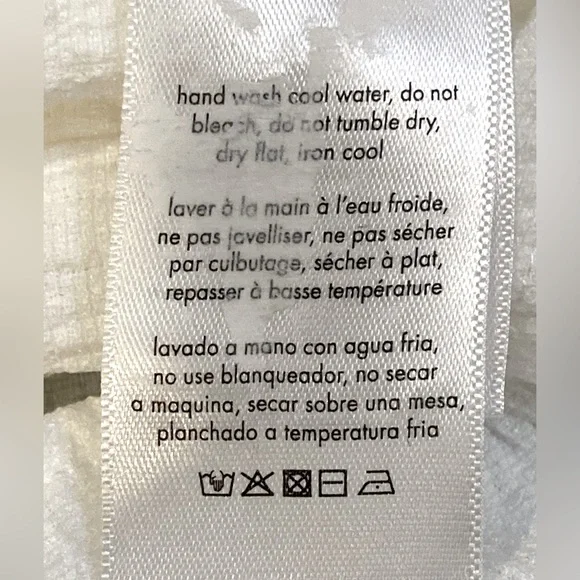 hand wash cool water, do not
bleach, do not tumble dry,
dry flat, iron cool
laver à la main à l'eau froide,
ne pas javelliser, ne pas sécher
par culbutage, sécher à plat,
repasser à basse température
lavado a mano con agua fria,
no use blanqueador, no secar
a maquina, secar sobre una mesa,
planchado a temperatura fria